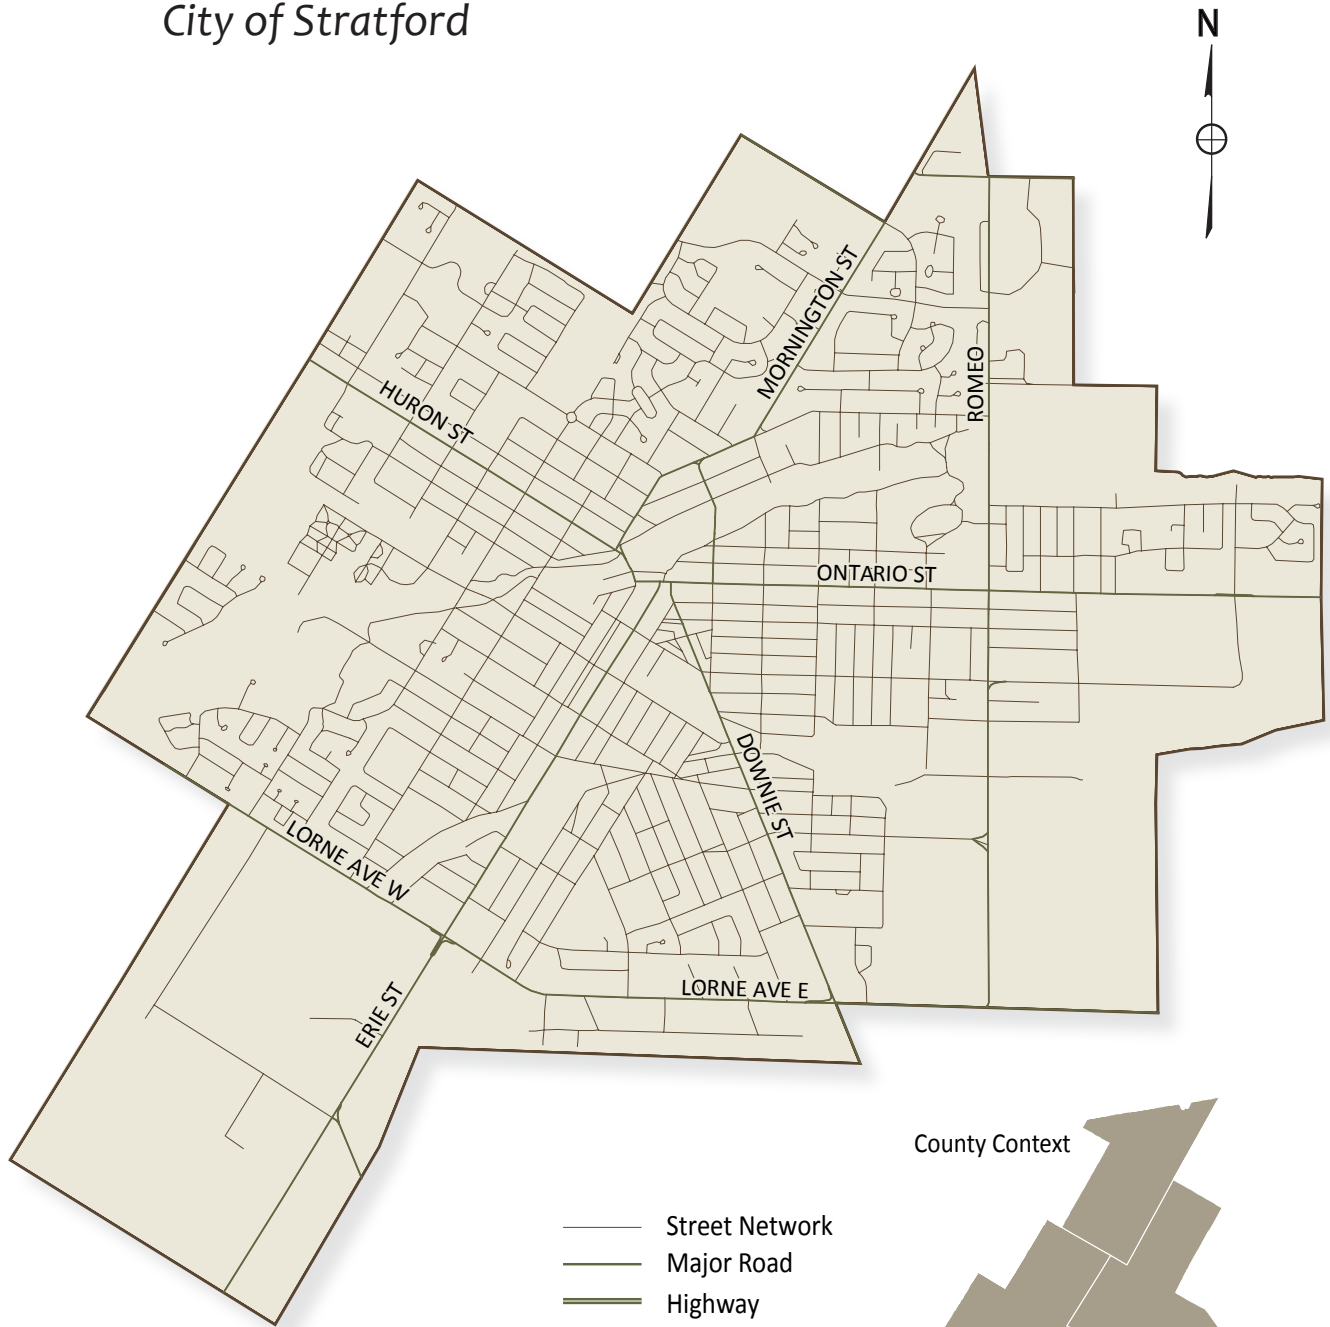 City of Stratford
N
MORNINGTON ST
ROMEO
HURON ST
ONTARIO ST
DOWNIE ST
LORNE AVE W
LORNE AVE E
ERIE ST
County Context
Street Network
Major Road
Highway